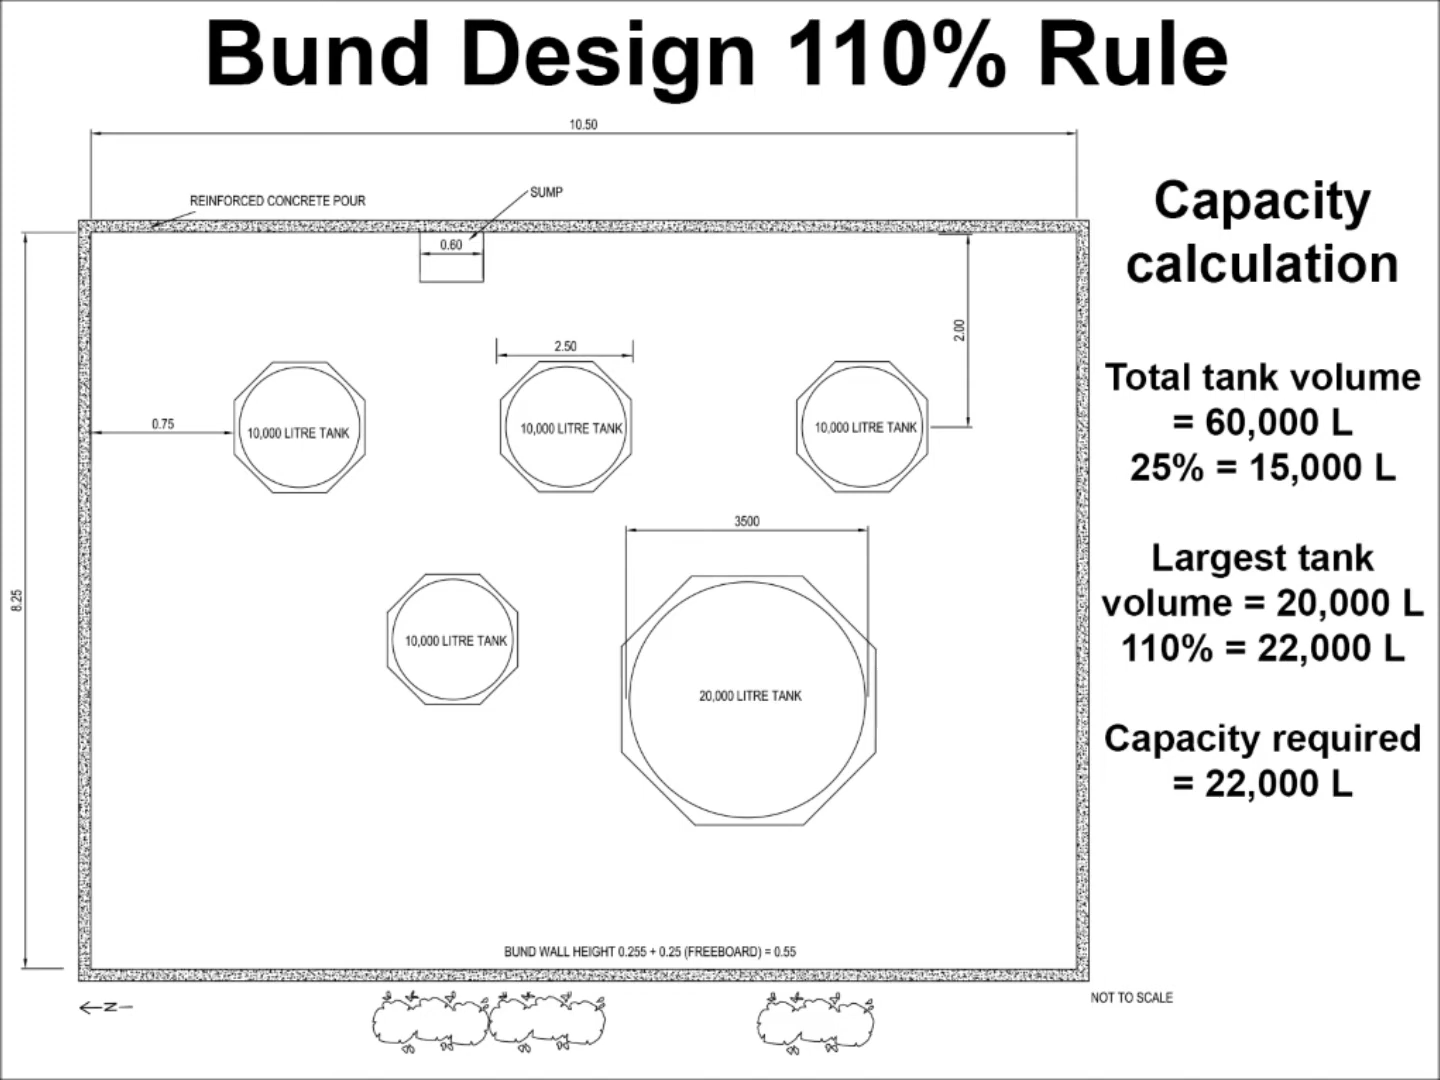 Bund Design 110% Rule
10.50
REINFORCED CONCRETE POUR
SUMP
0.60
Capacity
calculation
2.00
2.50
0.75
10,000 LITRE TANK
10,000 LITRE TANK
10,000 LITRE TANK
Total tank volume
= 60,000 L
25% = 15,000 L
3500
8.25
10,000 LITRE TANK
20,000 LITRE TANK
Largest tank
volume = 20,000 L
110% = 22,000 L
Capacity required
= 22,000 L
BUND WALL HEIGHT 0.255 + 0.25 (FREEBOARD) = 0.55
N
NOT TO SCALE